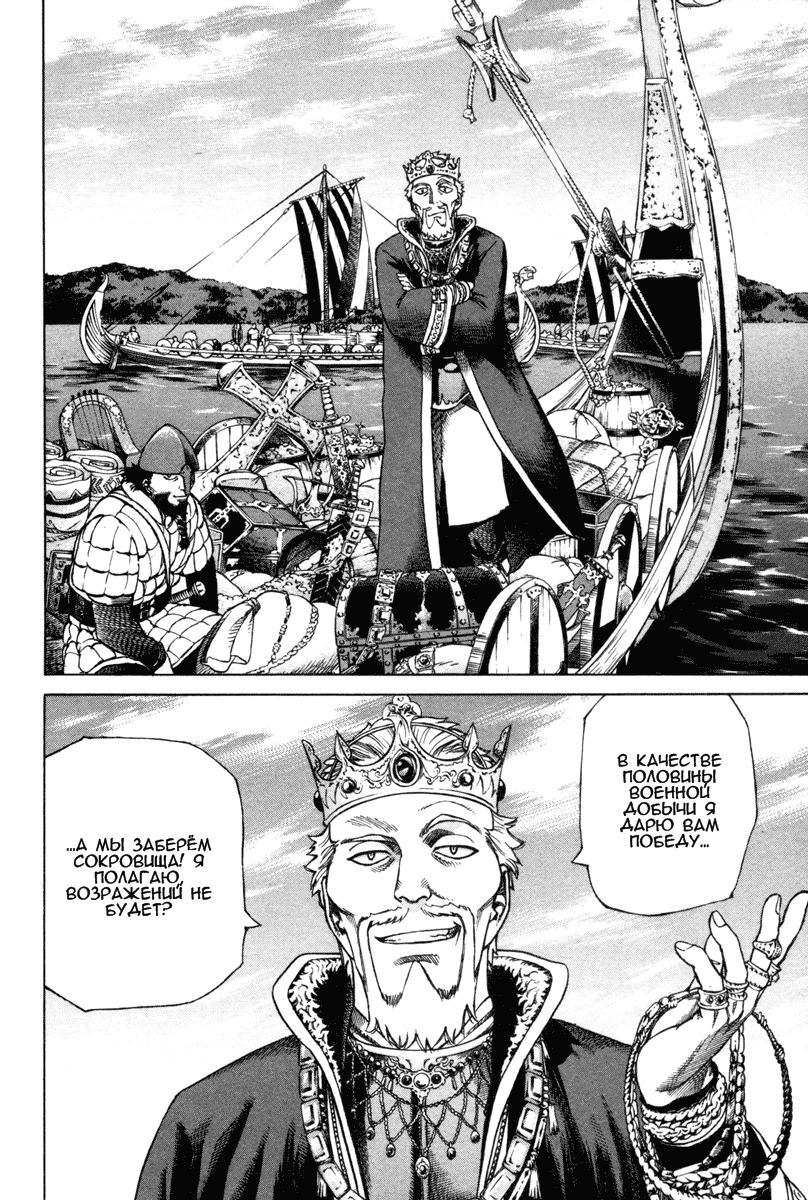 В КАЧЕСТВЕ
ПОЛОВИНЫ
ВОЕННОЙ
ДОБЫЧИ Я
ДАРЮ ВАМ
ПОБЕДУ...
...А МЫ ЗАБЕРЁМ
СОКРОВИЩА! Я
ПОЛАГАЮ,
ВОЗРАЖЕНИЙ НЕ
БУДЕТ?